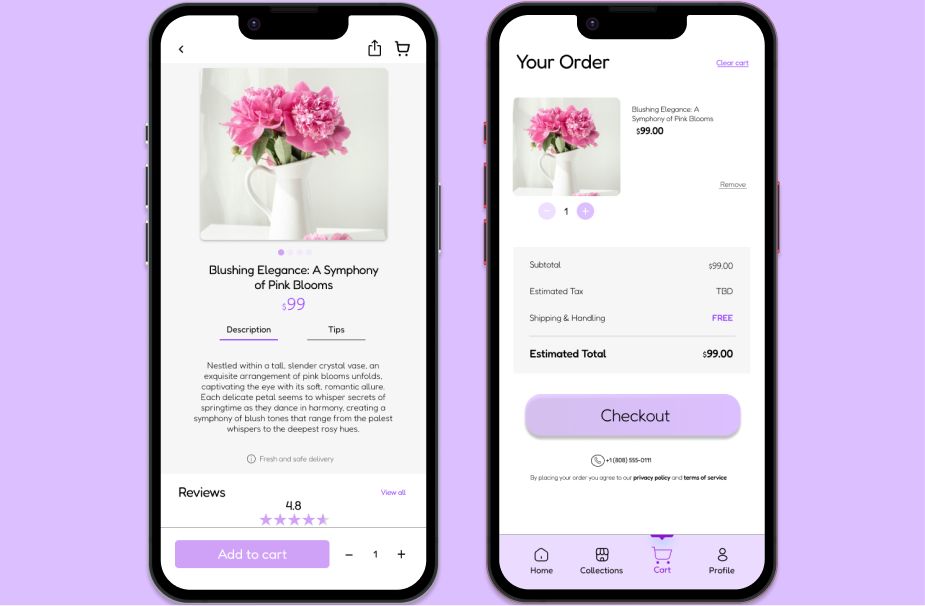 Blushing Elegance: A Symphony
of Pink Blooms
$99
Description
Tips
Nestled within a tall, slender crystal vase, an
exquisite arrangement of pink blooms unfolds,
captivating the eye with its soft, romantic allure.
Each delicate petal seems to whisper secrets of
springtime as they dance in harmony, creating a
symphony of blush tones that range from the palest
whispers to the deepest rosy hues.
Fresh and safe delivery
Reviews
View all
4.8
Add to cart
− 1 +
Your Order
Clear cart
Blushing Elegance: A
Symphony of Pink Blooms
$99.00
Remove
− 1 +
Subtotal $99.00
Estimated Tax TBD
Shipping & Handling FREE
Estimated Total $99.00
Checkout
+1 (808) 555-0111
By placing your order you agree to our privacy policy and terms of service
Home
Collections
Cart
Profile